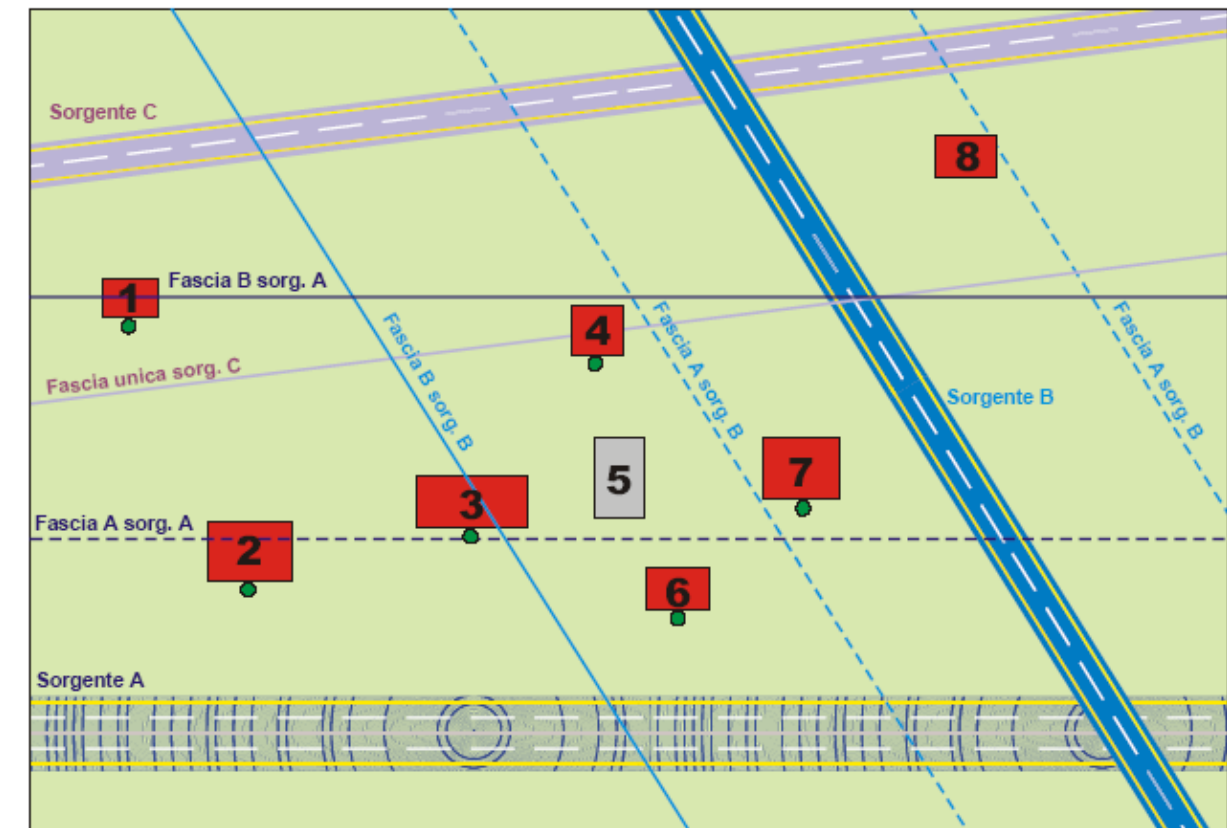 Sorgente C
8
Fascia B sorg. A
1
4
Fascia unica sorg. C
Fascia B sorg. B
Fascia A sorg. B
Fascia A sorg. B
Sorgente B
7
5
3
Fascia A sorg. A
2
6
Sorgente A